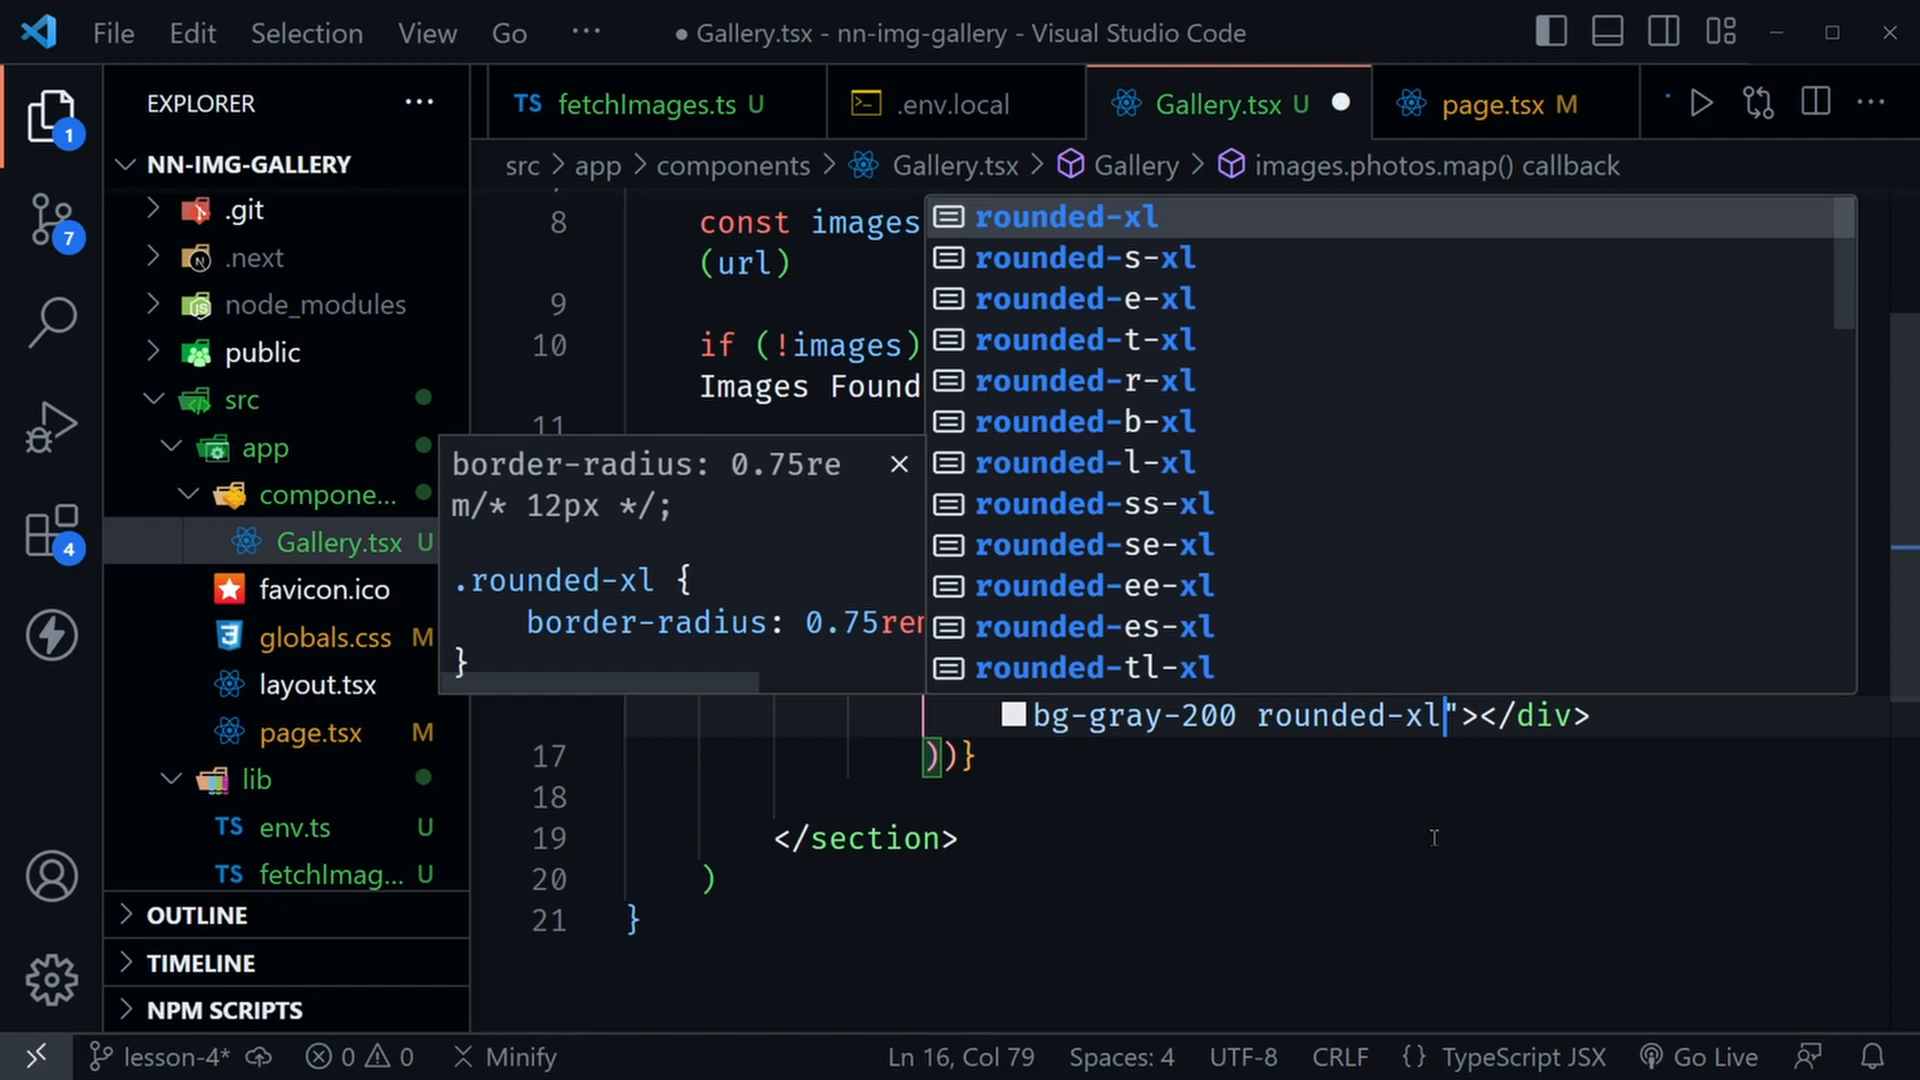 File Edit Selection View Go ··· ● Gallery.tsx - nn-img-gallery - Visual Studio Code
EXPLORER ···
TS fetchImages.ts U .env.local Gallery.tsx U page.tsx M ···
NN-IMG-GALLERY
src > app > components > Gallery.tsx > Gallery > images.photos.map() callback
.git
.next
node_modules
public
src
app
compone...
Gallery.tsx U
favicon.ico
globals.css M
layout.tsx
page.tsx M
lib
TS env.ts U
TS fetchImag... U
OUTLINE
TIMELINE
NPM SCRIPTS
1
7
4
8 const images
(url)
9
10 if (!images)
Images Found
11
border-radius: 0.75re
m/* 12px */;
.rounded-xl {
border-radius: 0.75rem
}
rounded-xl
rounded-s-xl
rounded-e-xl
rounded-t-xl
rounded-r-xl
rounded-b-xl
rounded-l-xl
rounded-ss-xl
rounded-se-xl
rounded-ee-xl
rounded-es-xl
rounded-tl-xl
bg-gray-200 rounded-xl"></div>
17 ))}
18
19 </section>
20 )
21 }
lesson-4* 0 0 Minify Ln 16, Col 79 Spaces: 4 UTF-8 CRLF {} TypeScript JSX Go Live